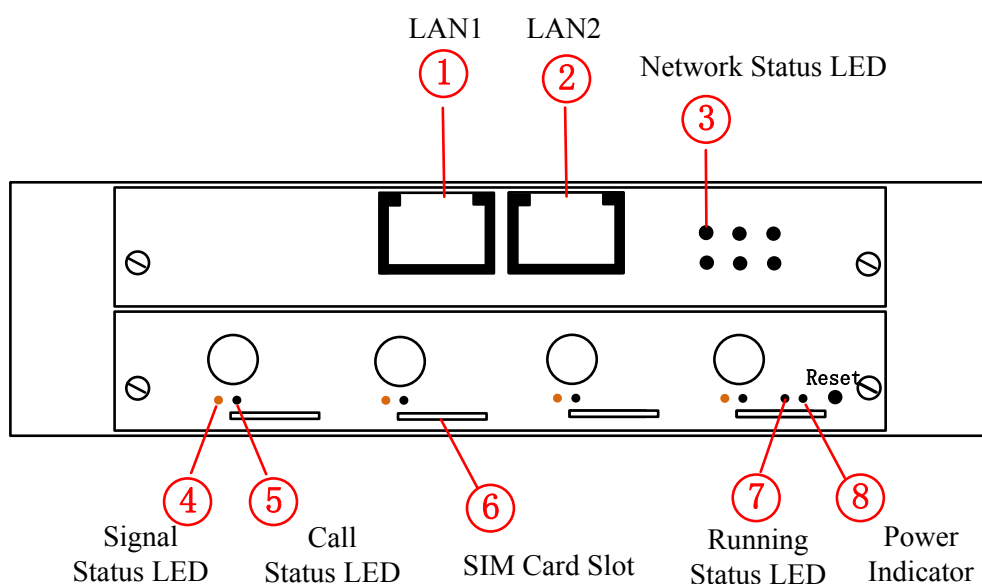 LAN1
LAN2
①
②
Network Status LED
③
Reset
④
⑤
⑥
⑦
⑧
Signal
Status LED
Call
Status LED
SIM Card Slot
Running
Status LED
Power
Indicator